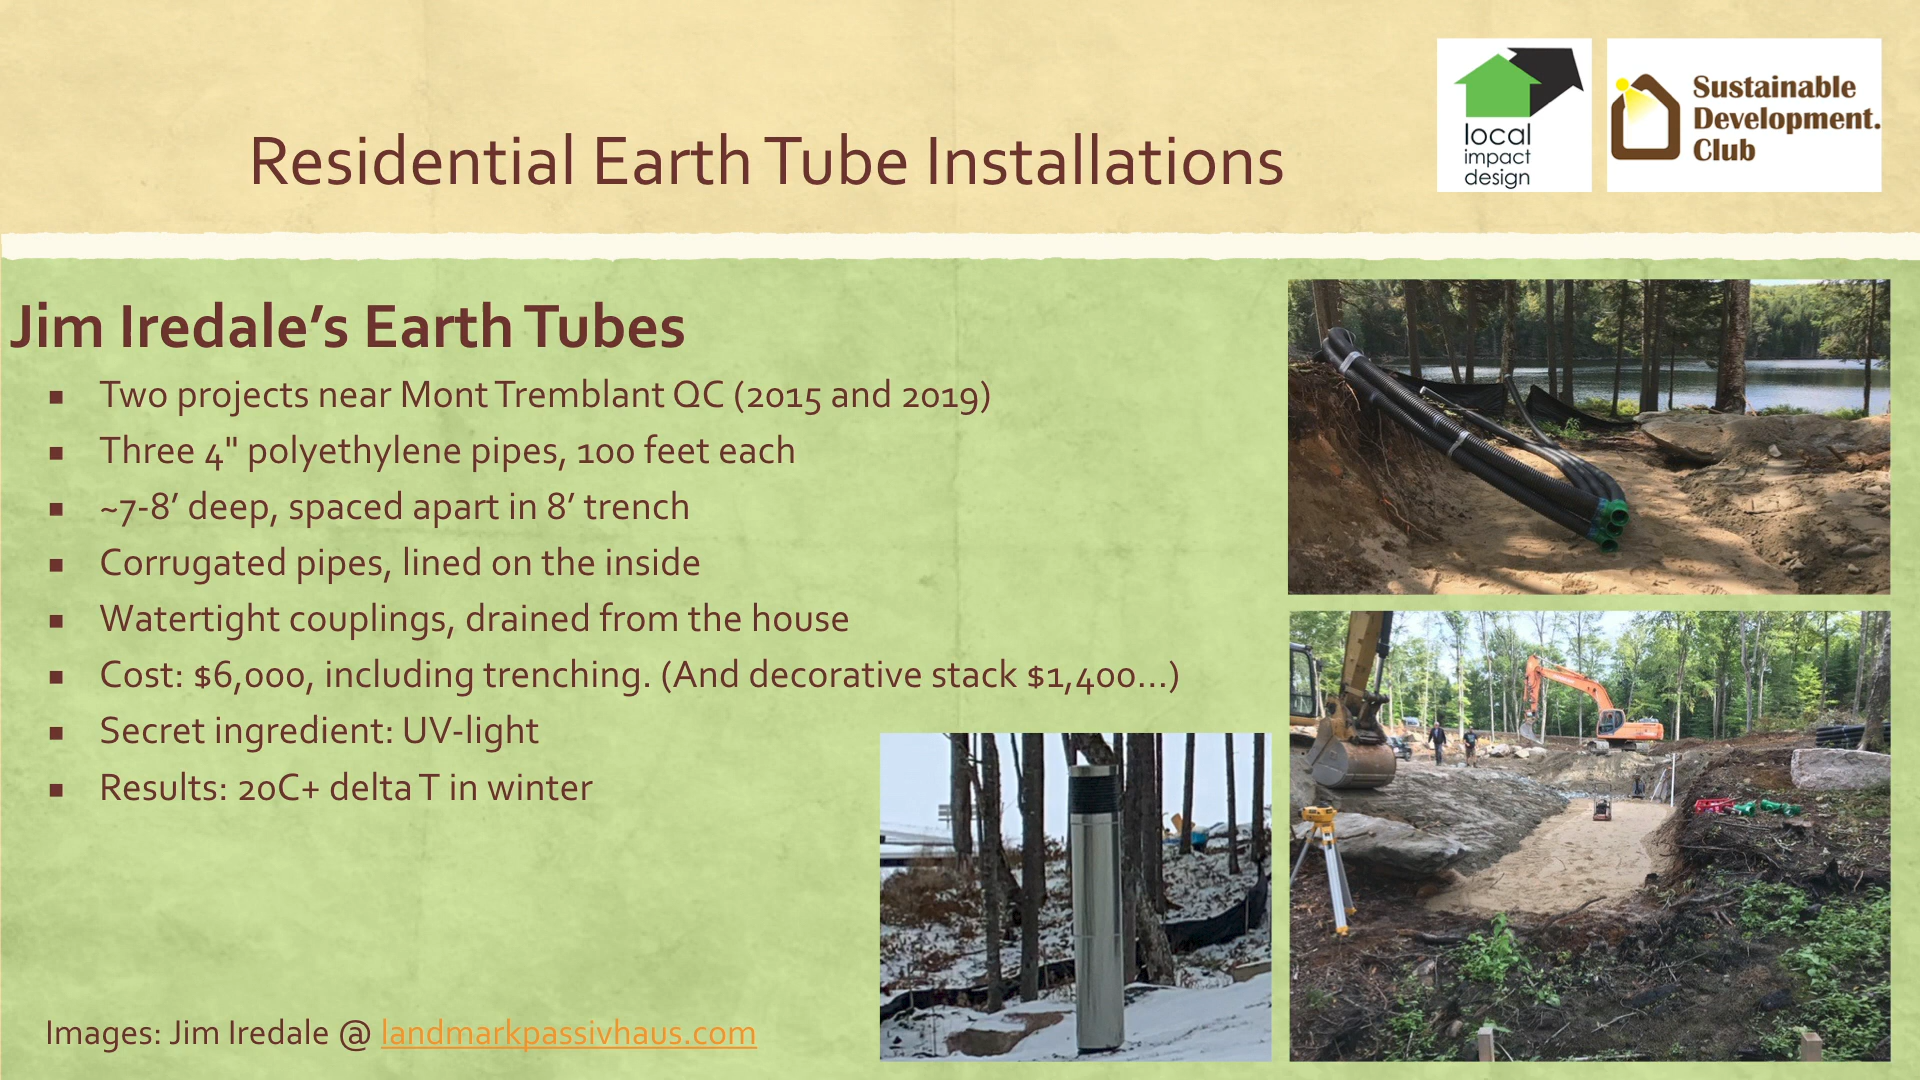 Residential Earth Tube Installations
local
impact
design
Sustainable
Development.
Club
Jim Iredale’s Earth Tubes
▪ Two projects near Mont Tremblant QC (2015 and 2019)
▪ Three 4" polyethylene pipes, 100 feet each
▪ ~7-8’ deep, spaced apart in 8’ trench
▪ Corrugated pipes, lined on the inside
▪ Watertight couplings, drained from the house
▪ Cost: $6,000, including trenching. (And decorative stack $1,400…)
▪ Secret ingredient: UV-light
▪ Results: 20C+ delta T in winter
Images: Jim Iredale @ landmarkpassivhaus.com